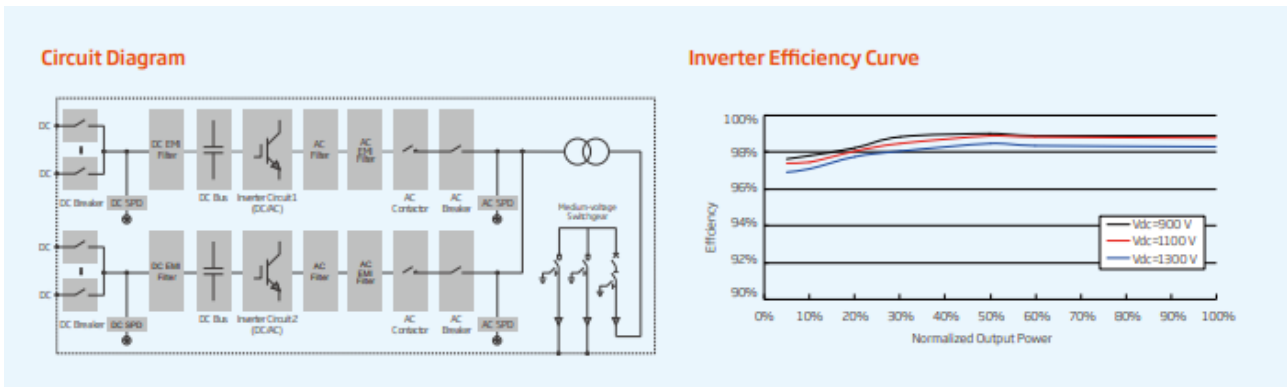 Circuit Diagram
DC
DC
DC Breaker
DC SPD
DC EMI
Filter
DC Bus
Inverter Circuit1
(DC/AC)
AC
Filter
AC
EMI
Filter
AC
Contactor
AC
Breaker
AC SPD
Medium-voltage
Switchgear
DC
DC
DC Breaker
DC SPD
DC EMI
Filter
DC Bus
Inverter Circuit2
(DC/AC)
AC
Filter
AC
EMI
Filter
AC
Contactor
AC
Breaker
AC SPD
Inverter Efficiency Curve
100%
98%
96%
94%
92%
90%
Efficiency
Vdc=900 V
Vdc=1100 V
Vdc=1300 V
0% 10% 20% 30% 40% 50% 60% 70% 80% 90% 100%
Normalized Output Power